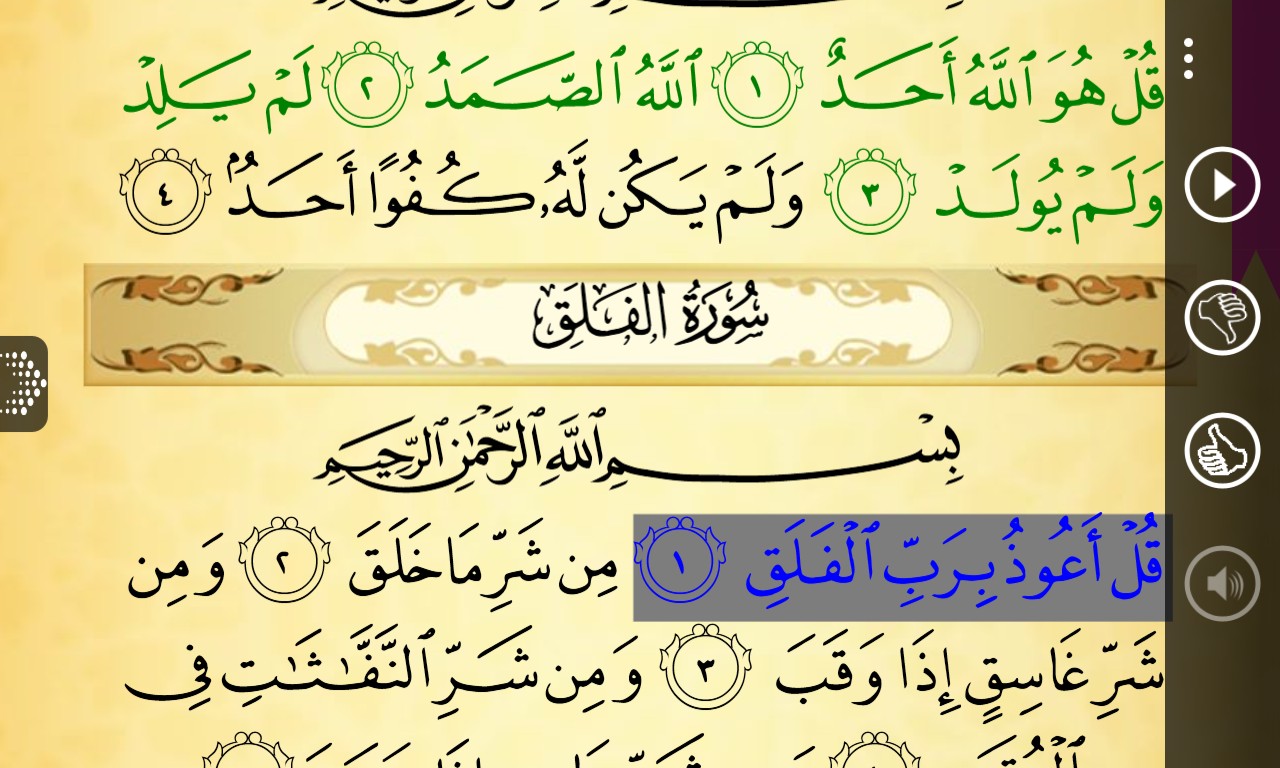 قُلْ هُوَ ٱللَّهُ أَحَدٌ ١ ٱللَّهُ ٱلصَّمَدُ ٢ لَمْ يَلِدْ
وَلَمْ يُولَدْ ٣ وَلَمْ يَكُن لَّهُۥ كُفُوًا أَحَدٌۢ ٤
سُورَةُ الفَلَقِ
بِسْمِ ٱللَّهِ ٱلرَّحْمَٰنِ ٱلرَّحِيمِ
قُلْ أَعُوذُ بِرَبِّ ٱلْفَلَقِ ١ مِن شَرِّ مَا خَلَقَ ٢ وَمِن
شَرِّ غَاسِقٍ إِذَا وَقَبَ ٣ وَمِن شَرِّ ٱلنَّفَّٰثَٰتِ فِى